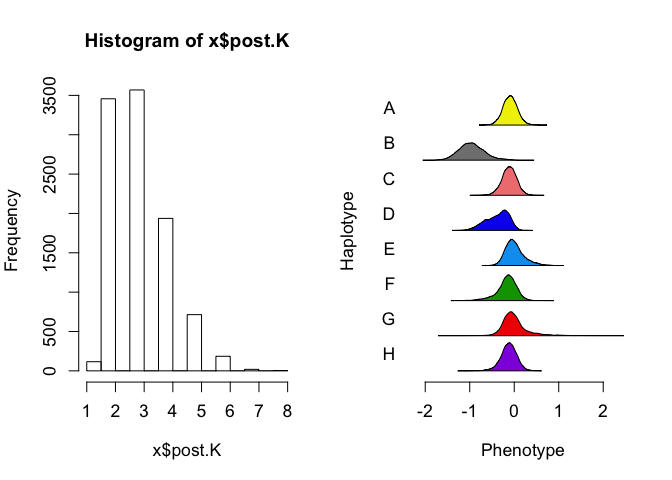 Histogram of x$post.K
Frequency
0
500
1500
2500
3500
1 2 3 4 5 6 7 8
x$post.K
Haplotype
A
B
C
D
E
F
G
H
-2 -1 0 1 2
Phenotype